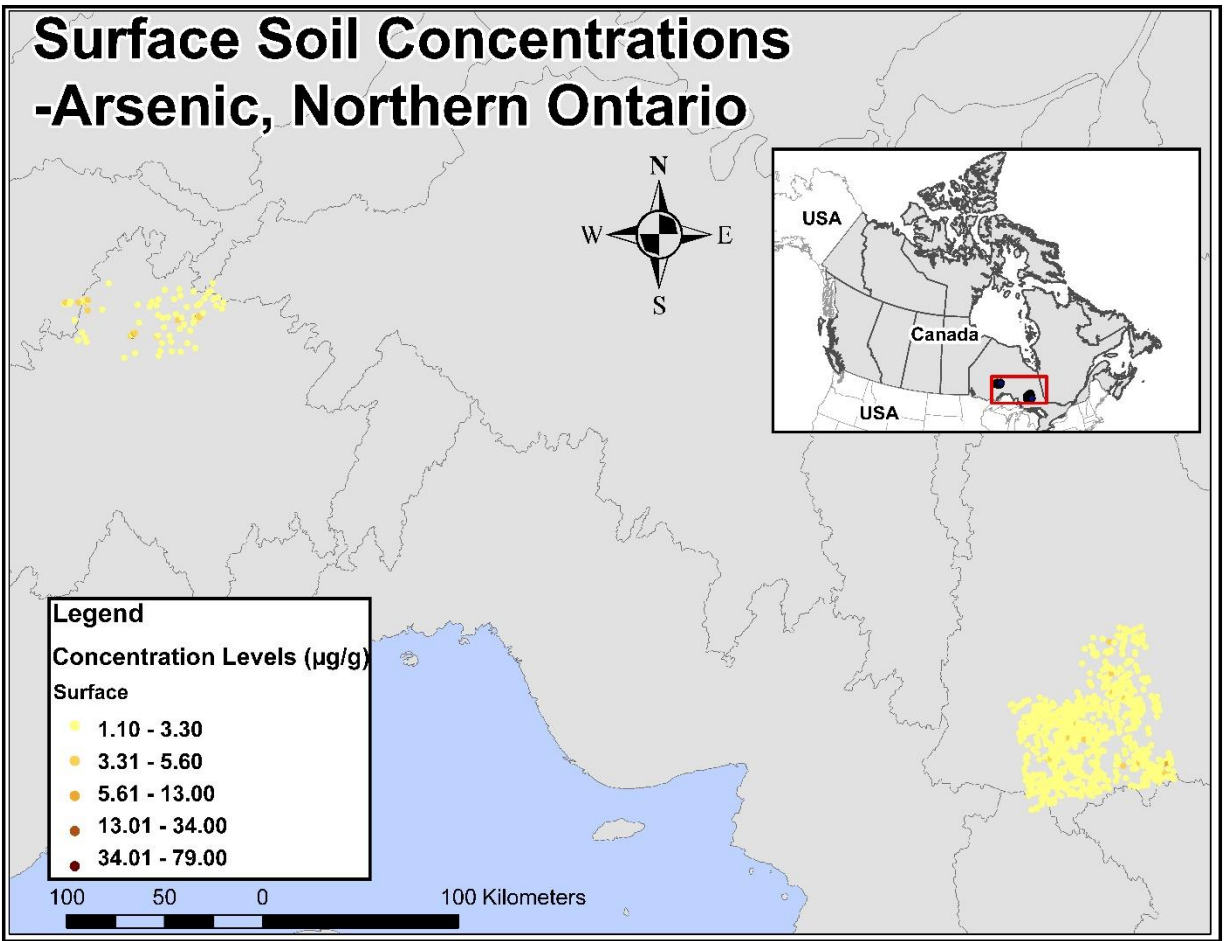 Surface Soil Concentrations
-Arsenic, Northern Ontario
N
W E
S
USA
Canada
USA
Legend
Concentration Levels (µg/g)
Surface
1.10 - 3.30
3.31 - 5.60
5.61 - 13.00
13.01 - 34.00
34.01 - 79.00
100 50 0 100 Kilometers